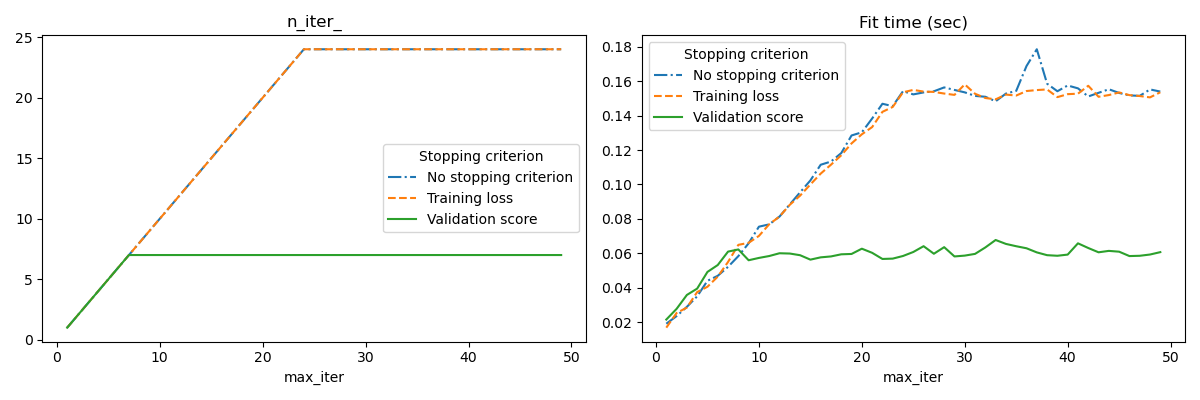 n_iter_
25
20
15
10
5
0
Stopping criterion
No stopping criterion
Training loss
Validation score
0 10 20 30 40 50
max_iter
Fit time (sec)
0.18
0.16
0.14
0.12
0.10
0.08
0.06
0.04
0.02
Stopping criterion
No stopping criterion
Training loss
Validation score
0 10 20 30 40 50
max_iter